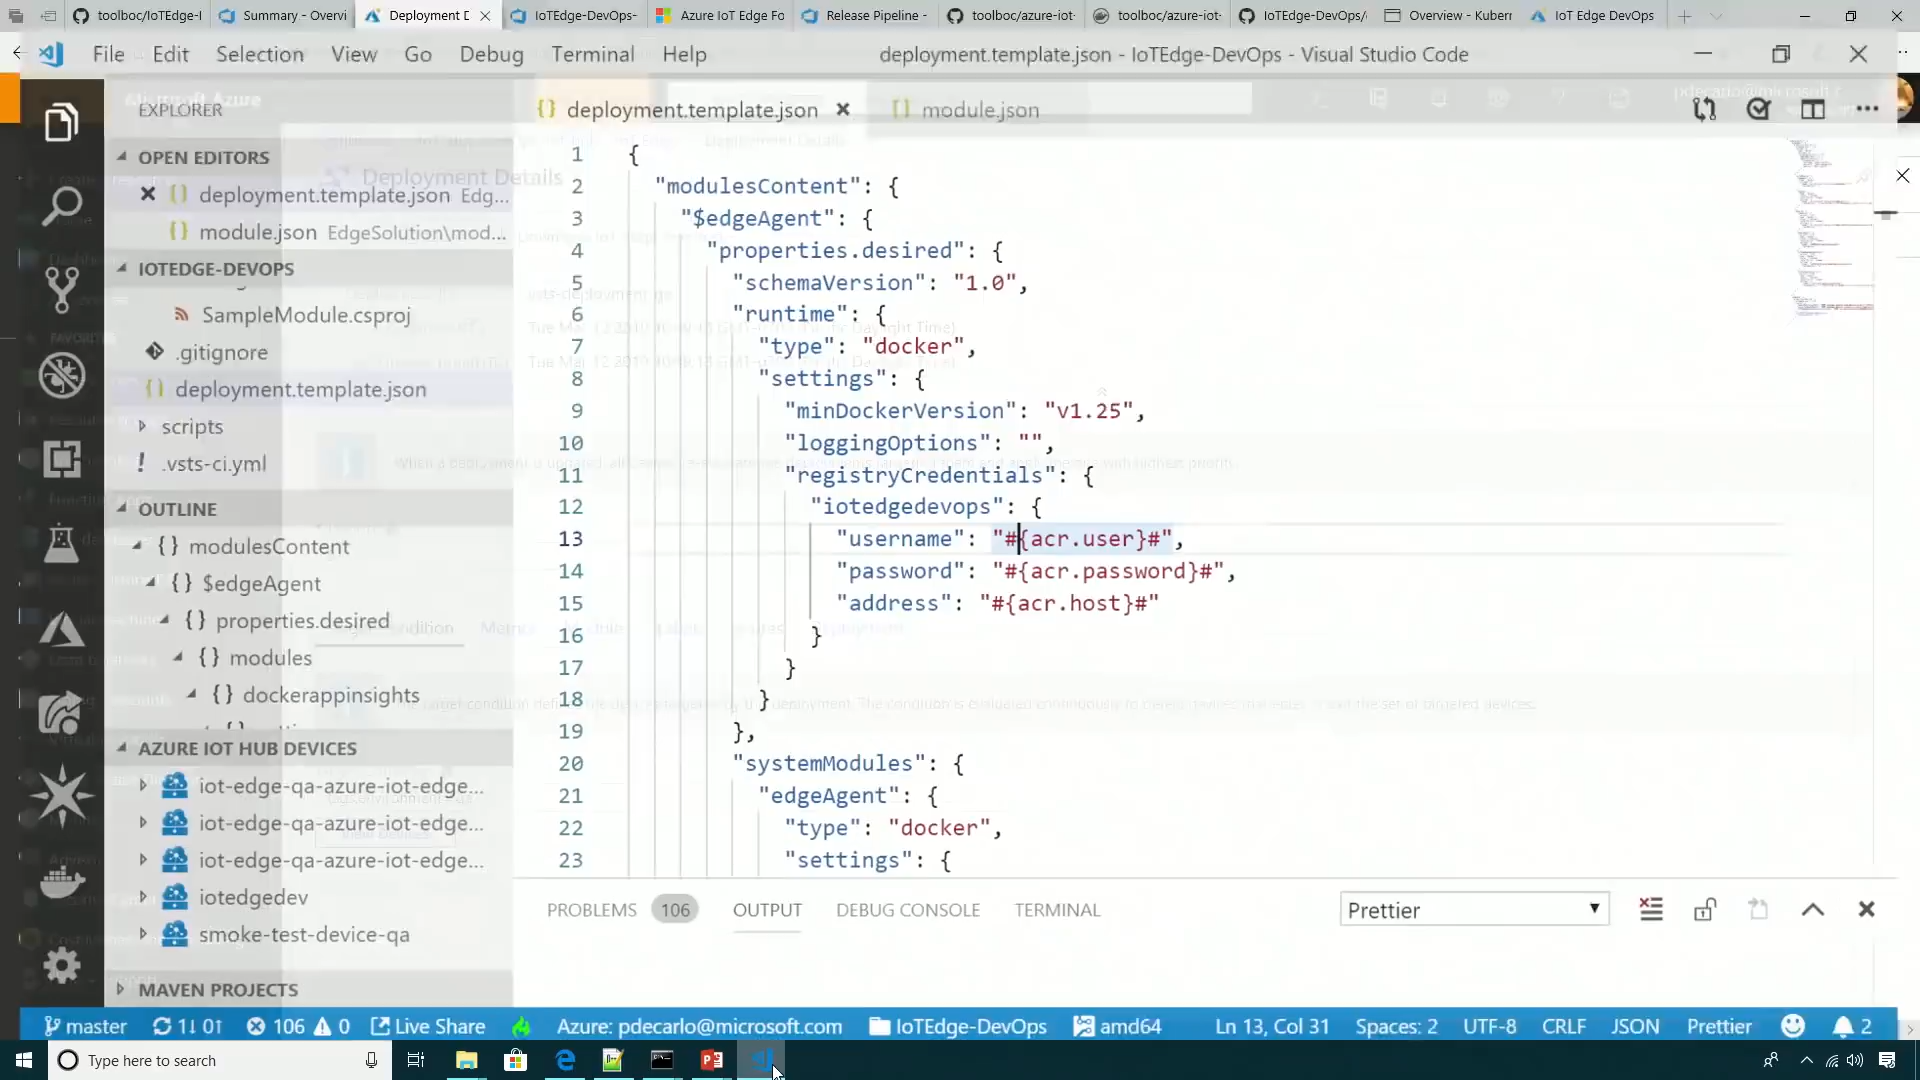 toolboc/IoTEdge-I
Summary - Overvi
Deployment D
IoTEdge-DevOps-
Azure IoT Edge Fo
Release Pipeline -
toolboc/azure-iot-
toolboc/azure-iot-
IoTEdge-DevOps/
Overview - Kubern
IoT Edge DevOps
File Edit Selection View Go Debug Terminal Help
deployment.template.json - IoTEdge-DevOps - Visual Studio Code
Microsoft Azure
EXPLORER
deployment.template.json
module.json
OPEN EDITORS
deployment.template.json Edg...
module.json EdgeSolution\mod...
IOTEDGE-DEVOPS
SampleModule.csproj
.gitignore
deployment.template.json
scripts
.vsts-ci.yml
OUTLINE
{} modulesContent
{} $edgeAgent
{} properties.desired
{} modules
{} dockerappinsights
AZURE IOT HUB DEVICES
iot-edge-qa-azure-iot-edge...
iot-edge-qa-azure-iot-edge...
iot-edge-qa-azure-iot-edge...
iotedgedev
smoke-test-device-qa
MAVEN PROJECTS
Deployment Details
1 {
2 "modulesContent": {
3 "$edgeAgent": {
4 "properties.desired": {
5 "schemaVersion": "1.0",
6 "runtime": {
7 "type": "docker",
8 "settings": {
9 "minDockerVersion": "v1.25",
10 "loggingOptions": "",
11 "registryCredentials": {
12 "iotedgedevops": {
13 "username": "#{acr.user}#",
14 "password": "#{acr.password}#",
15 "address": "#{acr.host}#"
16 }
17 }
18 }
19 },
20 "systemModules": {
21 "edgeAgent": {
22 "type": "docker",
23 "settings": {
PROBLEMS 106 OUTPUT DEBUG CONSOLE TERMINAL
Prettier
master 1↓ 0↑ 106 0 Live Share Azure: pdecarlo@microsoft.com IoTEdge-DevOps amd64 Ln 13, Col 31 Spaces: 2 UTF-8 CRLF JSON Prettier 2
Type here to search